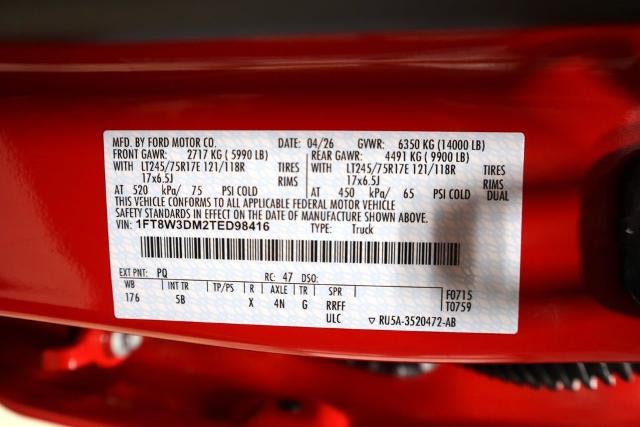 MFD. BY FORD MOTOR CO. DATE: 04/26 GVWR: 6350 KG (14000 LB)
FRONT GAWR: 2717 KG ( 5990 LB) REAR GAWR: 4491 KG ( 9900 LB)
WITH LT245/75R17E 121/118R TIRES WITH LT245/75R17E 121/118R TIRES
17x6.5J RIMS 17x6.5J RIMS
AT 520 kPa/ 75 PSI COLD AT 450 kPa/ 65 PSI COLD DUAL
THIS VEHICLE CONFORMS TO ALL APPLICABLE FEDERAL MOTOR VEHICLE
SAFETY STANDARDS IN EFFECT ON THE DATE OF MANUFACTURE SHOWN ABOVE.
VIN: 1FT8W3DM2TED98416 TYPE: Truck
EXT PNT: PQ RC: 47 DSO:
WB INT TR TP/PS R AXLE TR SPR F0715
176 5B X 4N G RRFF T0759
ULC ▽ RU5A-3520472-AB